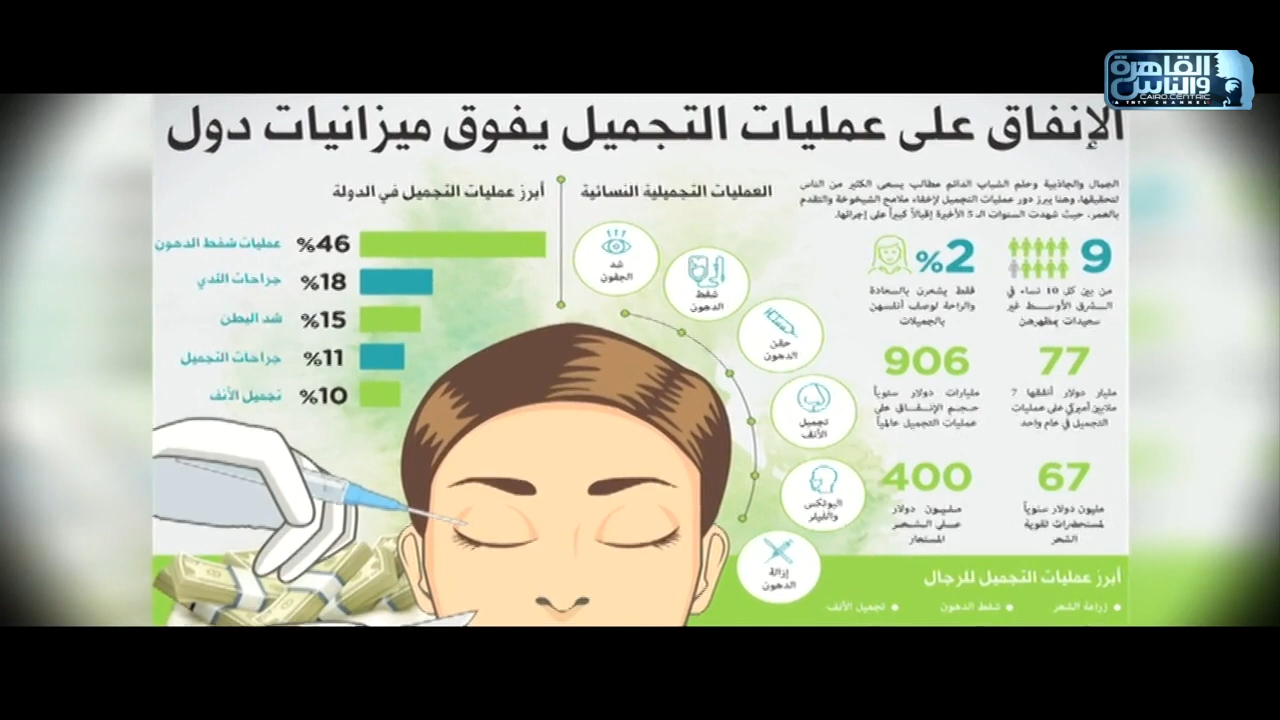 القاهرة
والناس
CAIRO.CENTRIC
A TNTV CHANNEL
الإنفاق على عمليات التجميل يفوق ميزانيات دول
الجمال والجاذبية وحلم الشباب الدائم مطالب يسعى الكثير من الناس
لتحقيقها، وهنا يبرز دور عمليات التجميل لإخفاء ملامح الشيخوخة والتقدم
بالعمر، حيث شهدت السنوات الـ 5 الأخيرة إقبالاً كبيراً على إجرائها.
9
من بين كل 10 نساء في
الشرق الأوسط غير
سعيدات بمظهرهن
%2
فقط يشعرن بالسعادة
والراحة لوصف أنفسهن
بالجميلات
77
مليار دولار أنفقها 7
ملايين أميركي على عمليات
التجميل في عام واحد
906
مليارات دولار سنوياً
حجم الإنفاق على
عمليات التجميل عالمياً
67
مليون دولار سنوياً
لمستحضرات تقوية
الشعر
400
مليون دولار
على الشعر
المستعار
العمليات التجميلية النسائية
شد
الجفون
شفط
الدهون
حقن
الدهون
تجميل
الأنف
البوتكس
والفيلر
إزالة
الدهون
أبرز عمليات التجميل في الدولة
%46 عمليات شفط الدهون
%18 جراحات الثدي
%15 شد البطن
%11 جراحات التجميل
%10 تجميل الأنف
أبرز عمليات التجميل للرجال
• زراعة الشعر • شفط الدهون • تجميل الأنف